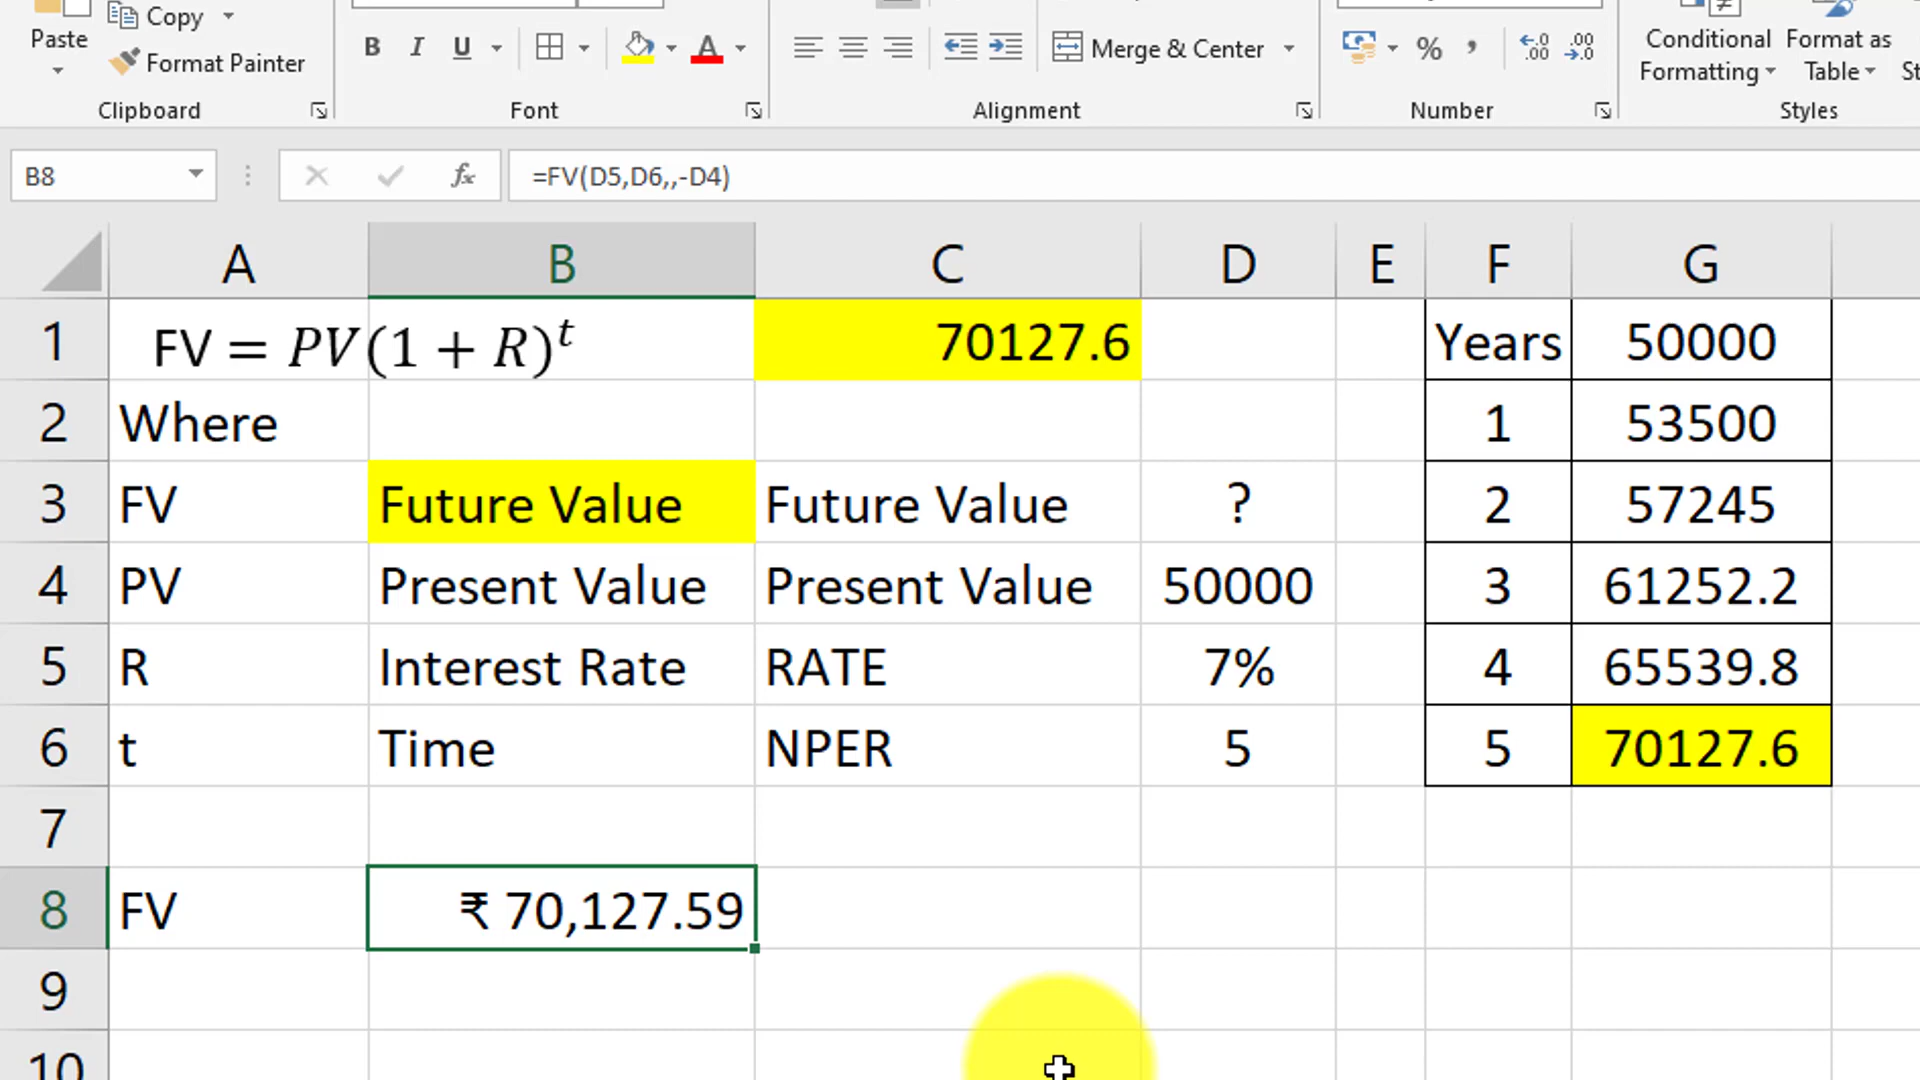 Paste
Copy
Format Painter
Clipboard
B I U
A
Font
Merge & Center
Alignment
% ,
Number
Conditional Formatting
Format as Table
Styles
B8
fx
=FV(D5,D6,,-D4)
A B C D E F G
1 FV = PV(1 + R)^t 70127.6 Years 50000
2 Where 1 53500
3 FV Future Value Future Value ? 2 57245
4 PV Present Value Present Value 50000 3 61252.2
5 R Interest Rate RATE 7% 4 65539.8
6 t Time NPER 5 5 70127.6
7
8 FV ₹ 70,127.59
9
10